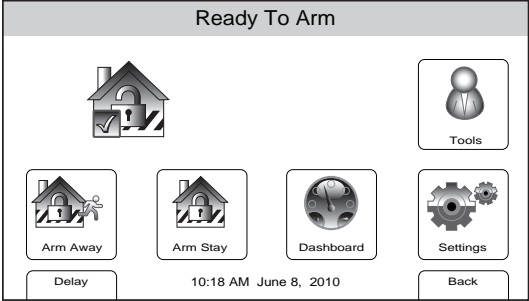 Ready To Arm
Tools
Arm Away
Arm Stay
Dashboard
Settings
Delay
10:18 AM June 8, 2010
Back